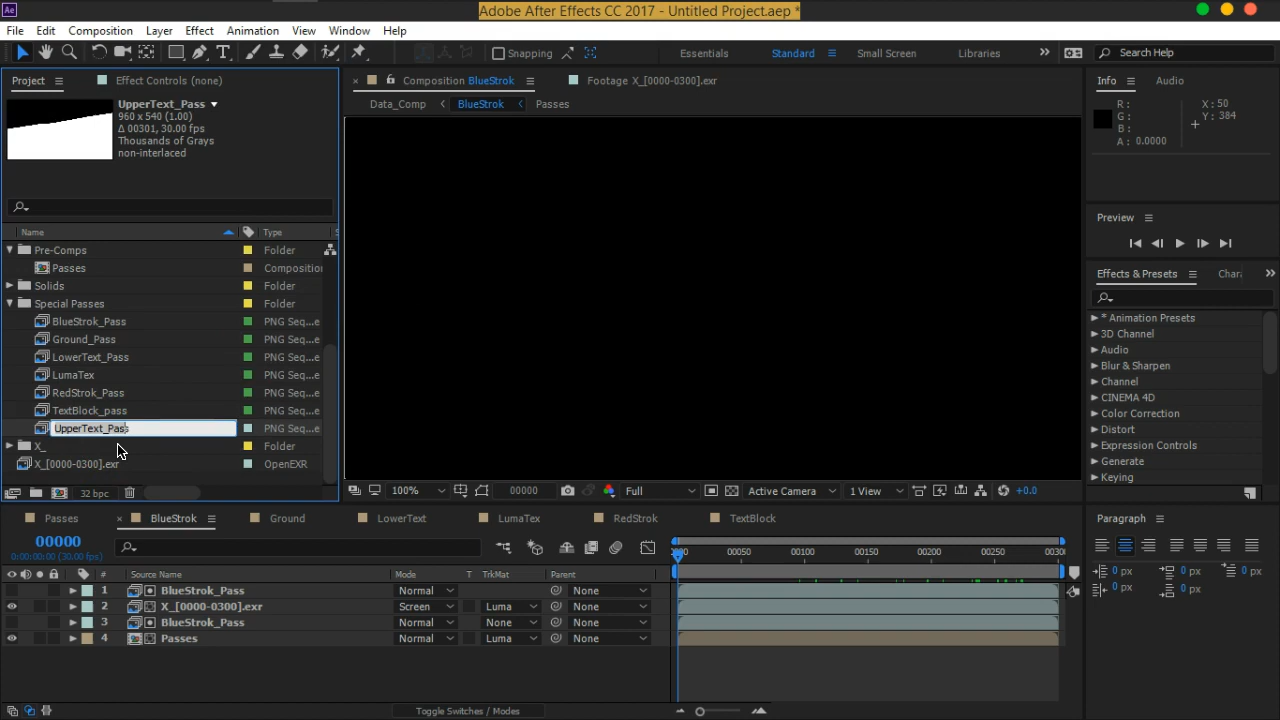 Ae Adobe After Effects CC 2017 - Untitled Project.aep *
File Edit Composition Layer Effect Animation View Window Help
T Snapping Essentials Standard Small Screen Libraries Search Help
Project Effect Controls (none) × Composition BlueStrok Footage X_[0000-0300].exr Info Audio
Data_Comp BlueStrok Passes
UpperText_Pass
960 x 540 (1.00)
Δ 00301, 30.00 fps
Thousands of Grays
non-interlaced
R:
G:
B:
A: 0.0000
X: 50
Y: 384
Preview
Name Type S
Pre-Comps Folder
Passes Compositio
Solids Folder
Special Passes Folder
BlueStrok_Pass PNG Seq...e
Ground_Pass PNG Seq...e
LowerText_Pass PNG Seq...e
LumaTex PNG Seq...e
RedStrok_Pass PNG Seq...e
TextBlock_pass PNG Seq...e
UpperText_Pass PNG Seq...e
X_ Folder
X_[0000-0300].exr OpenEXR
32 bpc
100% 00000 Full Active Camera 1 View +0.0
Effects & Presets Chara
* Animation Presets
3D Channel
Audio
Blur & Sharpen
Channel
CINEMA 4D
Color Correction
Distort
Expression Controls
Generate
Keying
Passes × BlueStrok Ground LowerText LumaTex RedStrok TextBlock
00000
0:00:00:00 (30.00 fps)
00050 00100 00150 00200 00250
# Source Name Mode T TrkMat Parent
1 BlueStrok_Pass Normal None
2 X_[0000-0300].exr Screen Luma None
3 BlueStrok_Pass Normal None None
4 Passes Normal Luma None
Toggle Switches / Modes
Paragraph
0 px 0 px 0 px
0 px 0 px